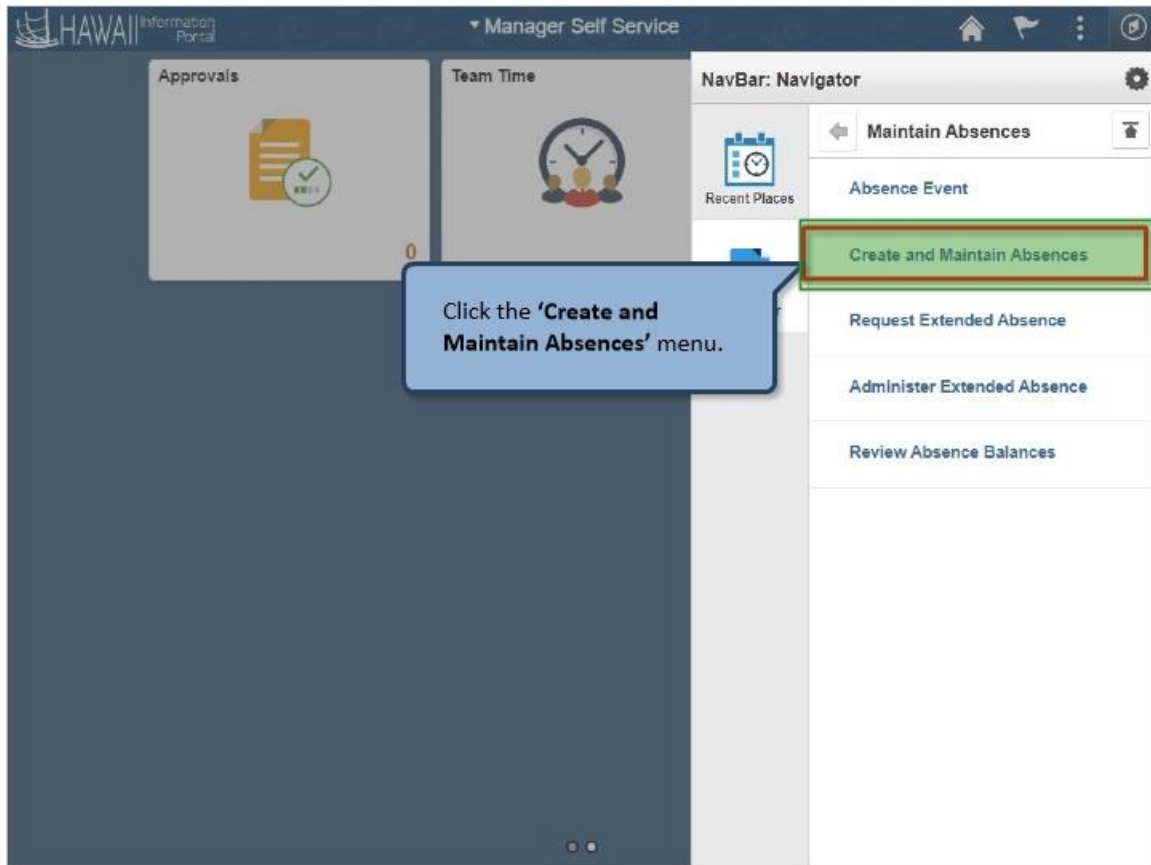 HAWAII Information Portal
▾ Manager Self Service
Approvals
0
Team Time
NavBar: Navigator
Recent Places
Maintain Absences
Absence Event
Create and Maintain Absences
Request Extended Absence
Administer Extended Absence
Review Absence Balances
Click the ‘Create and
Maintain Absences’ menu.